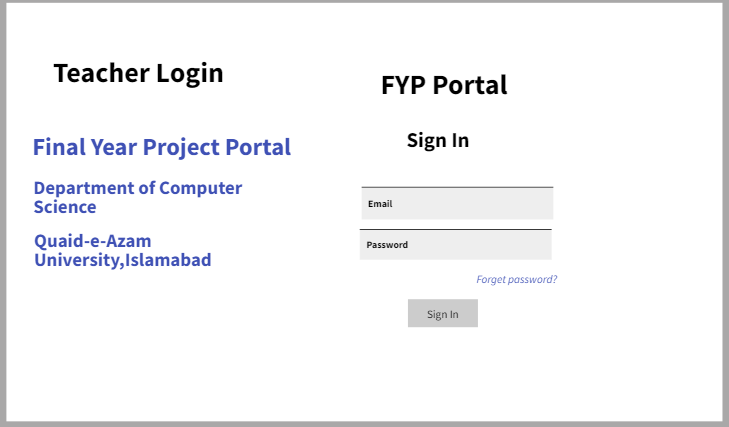 Teacher Login
Final Year Project Portal
Department of Computer
Science
Quaid-e-Azam
University,Islamabad
FYP Portal
Sign In
Email
Password
Forget password?
Sign In